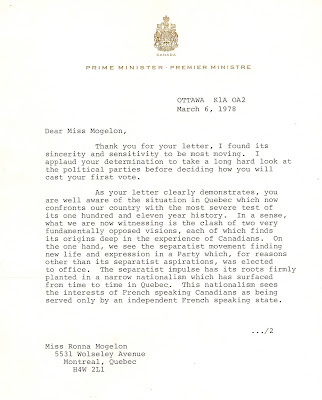 CANADA
PRIME MINISTER · PREMIER MINISTRE
OTTAWA K1A OA2
March 6, 1978
Dear Miss Mogelon,
Thank you for your letter, I found its
sincerity and sensitivity to be most moving. I
applaud your determination to take a long hard look at
the political parties before deciding how you will
cast your first vote.
As your letter clearly demonstrates, you
are well aware of the situation in Quebec which now
confronts our country with the most severe test of
its one hundred and eleven year history. In a sense,
what we are now witnessing is the clash of two very
fundamentally opposed visions, each of which finds
its origins deep in the experience of Canadians. On
the one hand, we see the separatist movement finding
new life and expression in a Party which, for reasons
other than its separatist aspirations, was elected
to office. The separatist impulse has its roots firmly
planted in a narrow nationalism which has surfaced
from time to time in Quebec. This nationalism sees
the interests of French speaking Canadians as being
served only by an independent French speaking state.
.../2
Miss Ronna Mogelon
5531 Wolseley Avenue
Montreal, Quebec
H4W 2L1